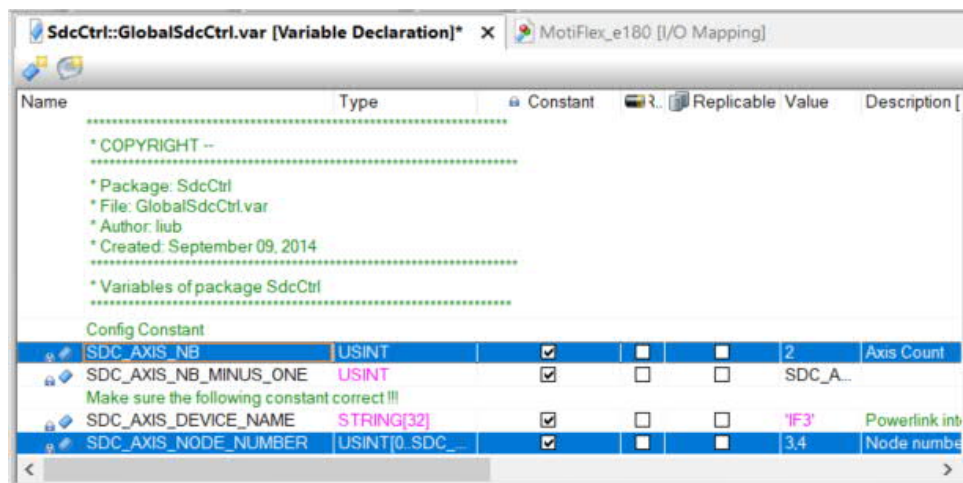 SdcCtrl::GlobalSdcCtrl.var [Variable Declaration]* X MotiFlex_e180 [I/O Mapping]
Name Type Constant R.. Replicable Value Description [
******************************************************************
* COPYRIGHT --
******************************************************************
* Package: SdcCtrl
* File: GlobalSdcCtrl.var
* Author: liub
* Created: September 09, 2014
******************************************************************
* Variables of package SdcCtrl
******************************************************************
Config Constant
SDC_AXIS_NB USINT 2 Axis Count
SDC_AXIS_NB_MINUS_ONE USINT SDC_A...
Make sure the following constant correct !!!
SDC_AXIS_DEVICE_NAME STRING[32] 'IF3' Powerlink int
SDC_AXIS_NODE_NUMBER USINT[0..SDC_... 3,4 Node numbe